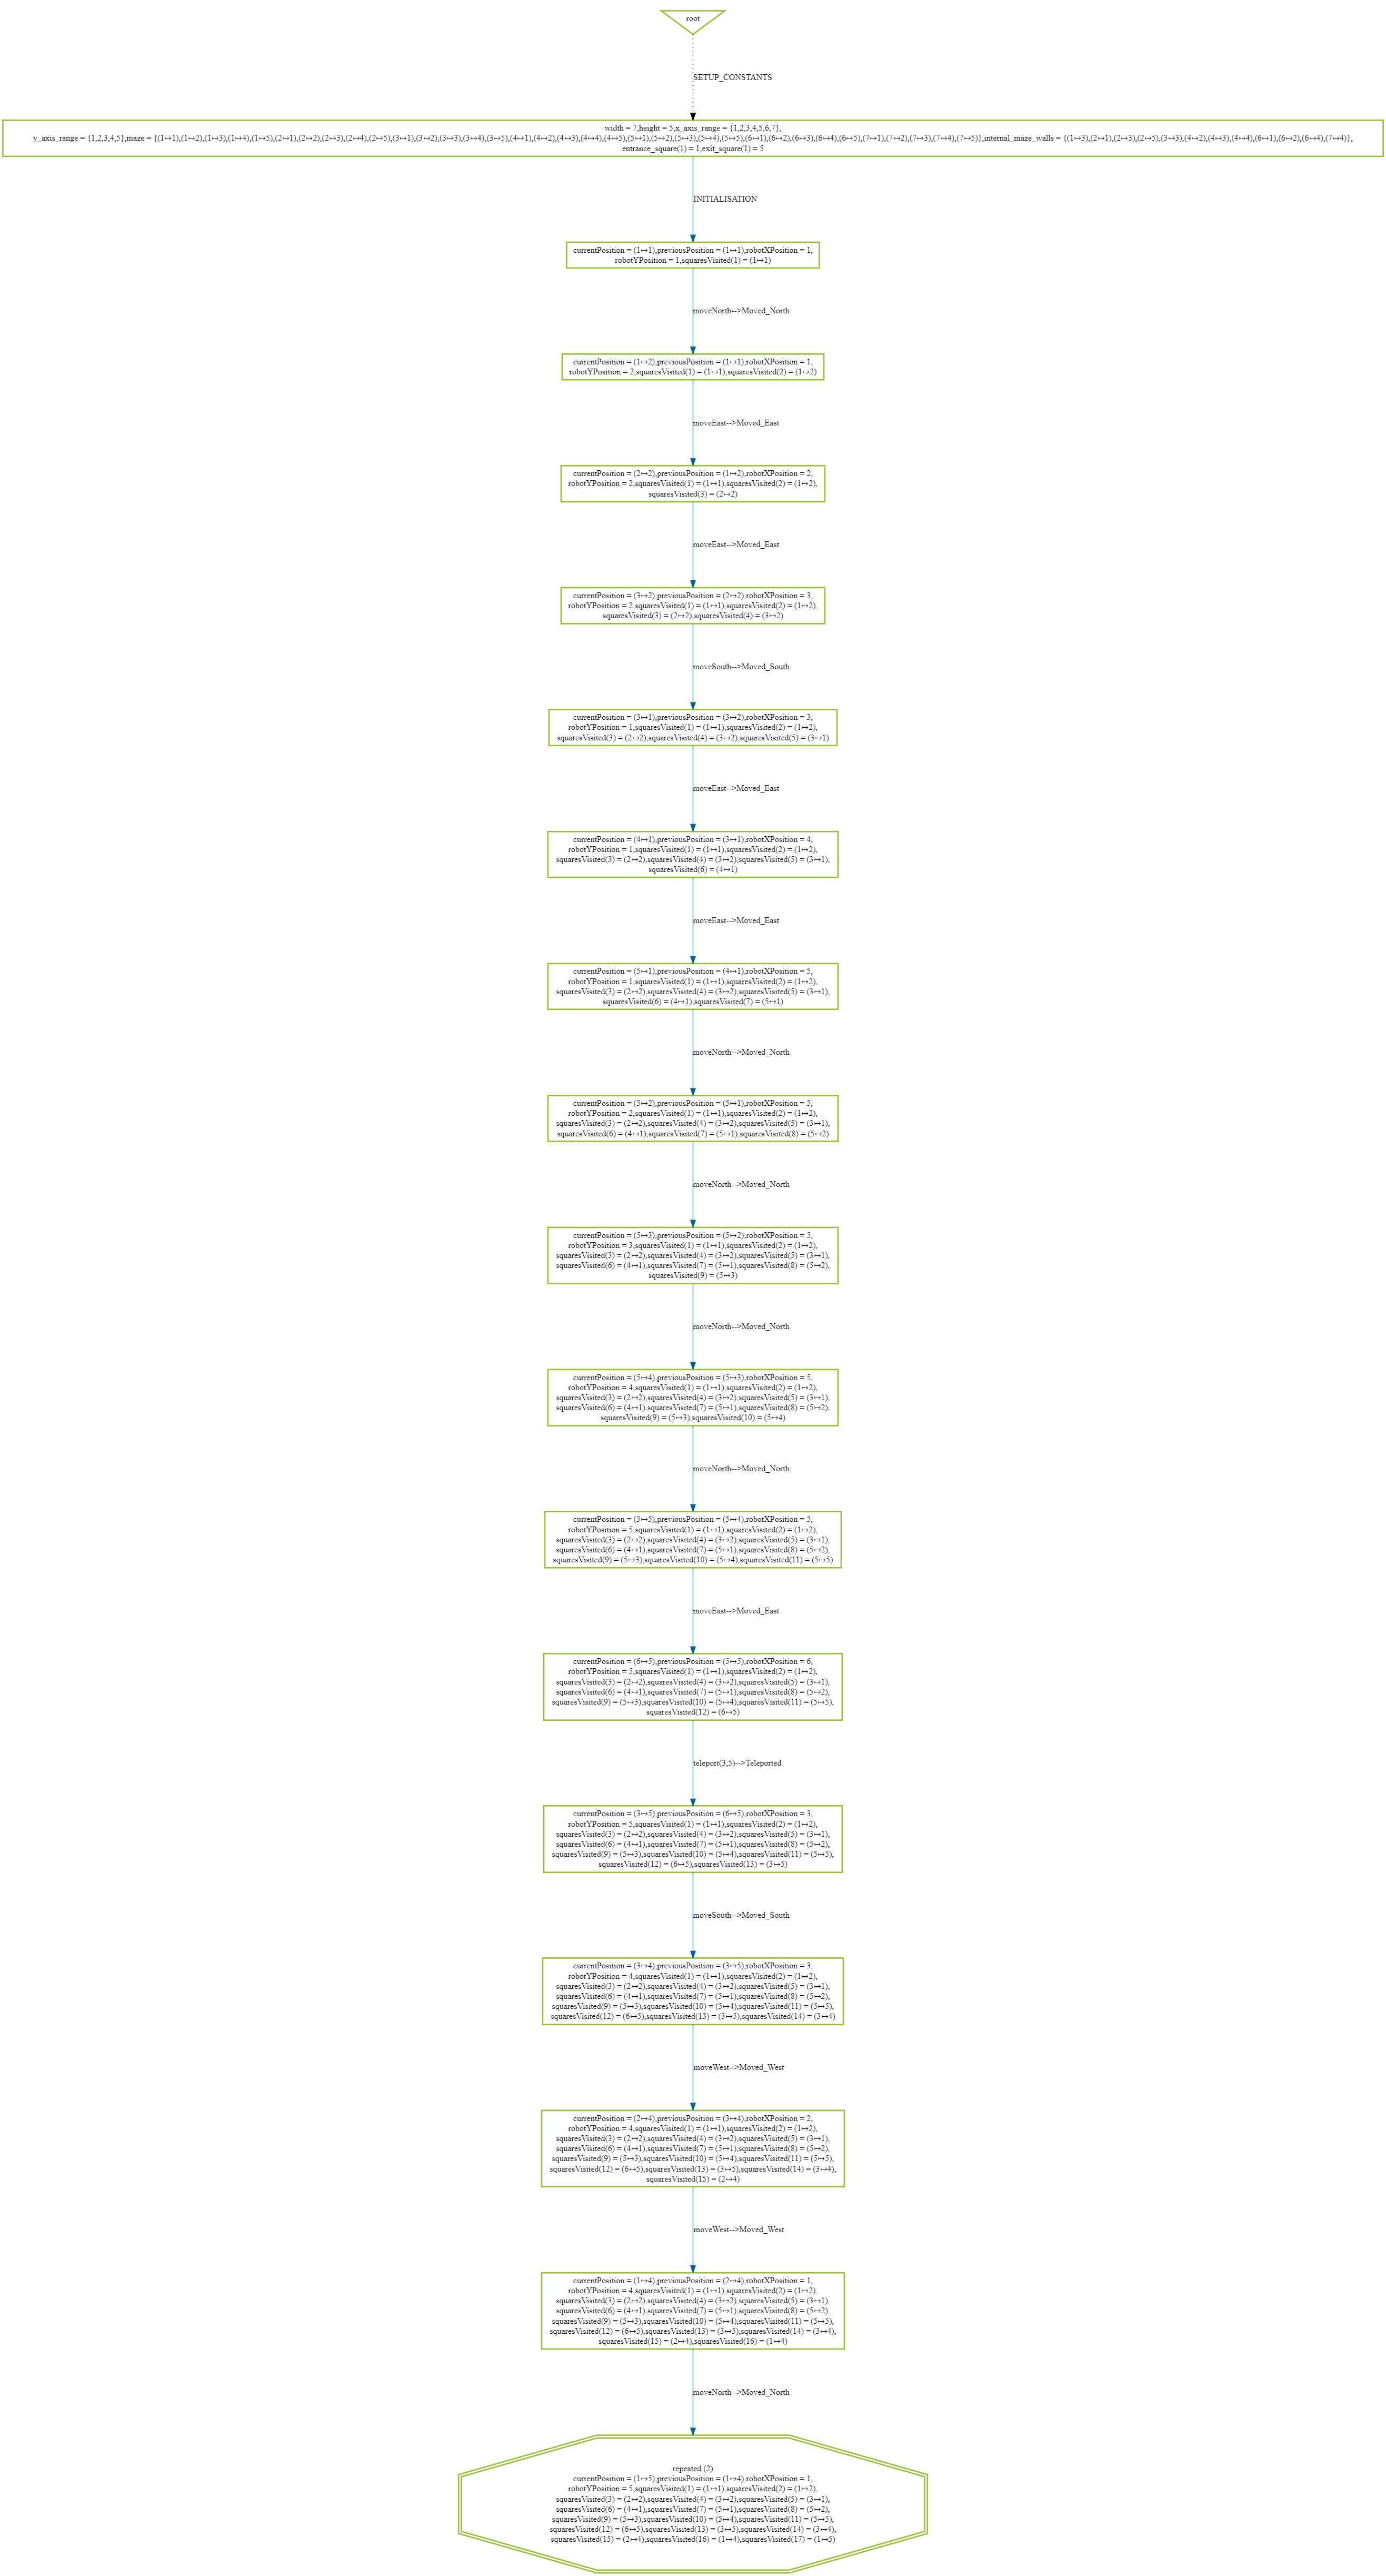 root
SETUP_CONSTANTS
width = 7,height = 5,x_axis_range = {1,2,3,4,5,6,7},
y_axis_range = {1,2,3,4,5},maze = {(1↦1),(1↦2),(1↦3),(1↦4),(1↦5),(2↦1),(2↦2),(2↦3),(2↦4),(2↦5),(3↦1),(3↦2),(3↦3),(3↦4),(3↦5),(4↦1),(4↦2),(4↦3),(4↦4),(4↦5),(5↦1),(5↦2),(5↦3),(5↦4),(5↦5),(6↦1),(6↦2),(6↦3),(6↦4),(6↦5),(7↦1),(7↦2),(7↦3),(7↦4),(7↦5)},internal_maze_walls = {(1↦3),(2↦1),(2↦3),(2↦5),(3↦3),(4↦2),(4↦3),(4↦4),(6↦1),(6↦2),(6↦4),(7↦4)},
entrance_square(1) = 1,exit_square(1) = 5
INITIALISATION
currentPosition = (1↦1),previousPosition = (1↦1),robotXPosition = 1,
robotYPosition = 1,squaresVisited(1) = (1↦1)
moveNorth-->Moved_North
currentPosition = (1↦2),previousPosition = (1↦1),robotXPosition = 1,
robotYPosition = 2,squaresVisited(1) = (1↦1),squaresVisited(2) = (1↦2)
moveEast-->Moved_East
currentPosition = (2↦2),previousPosition = (1↦2),robotXPosition = 2,
robotYPosition = 2,squaresVisited(1) = (1↦1),squaresVisited(2) = (1↦2),
squaresVisited(3) = (2↦2)
moveEast-->Moved_East
currentPosition = (3↦2),previousPosition = (2↦2),robotXPosition = 3,
robotYPosition = 2,squaresVisited(1) = (1↦1),squaresVisited(2) = (1↦2),
squaresVisited(3) = (2↦2),squaresVisited(4) = (3↦2)
moveSouth-->Moved_South
currentPosition = (3↦1),previousPosition = (3↦2),robotXPosition = 3,
robotYPosition = 1,squaresVisited(1) = (1↦1),squaresVisited(2) = (1↦2),
squaresVisited(3) = (2↦2),squaresVisited(4) = (3↦2),squaresVisited(5) = (3↦1)
moveEast-->Moved_East
currentPosition = (4↦1),previousPosition = (3↦1),robotXPosition = 4,
robotYPosition = 1,squaresVisited(1) = (1↦1),squaresVisited(2) = (1↦2),
squaresVisited(3) = (2↦2),squaresVisited(4) = (3↦2),squaresVisited(5) = (3↦1),
squaresVisited(6) = (4↦1)
moveEast-->Moved_East
currentPosition = (5↦1),previousPosition = (4↦1),robotXPosition = 5,
robotYPosition = 1,squaresVisited(1) = (1↦1),squaresVisited(2) = (1↦2),
squaresVisited(3) = (2↦2),squaresVisited(4) = (3↦2),squaresVisited(5) = (3↦1),
squaresVisited(6) = (4↦1),squaresVisited(7) = (5↦1)
moveNorth-->Moved_North
currentPosition = (5↦2),previousPosition = (5↦1),robotXPosition = 5,
robotYPosition = 2,squaresVisited(1) = (1↦1),squaresVisited(2) = (1↦2),
squaresVisited(3) = (2↦2),squaresVisited(4) = (3↦2),squaresVisited(5) = (3↦1),
squaresVisited(6) = (4↦1),squaresVisited(7) = (5↦1),squaresVisited(8) = (5↦2)
moveNorth-->Moved_North
currentPosition = (5↦3),previousPosition = (5↦2),robotXPosition = 5,
robotYPosition = 3,squaresVisited(1) = (1↦1),squaresVisited(2) = (1↦2),
squaresVisited(3) = (2↦2),squaresVisited(4) = (3↦2),squaresVisited(5) = (3↦1),
squaresVisited(6) = (4↦1),squaresVisited(7) = (5↦1),squaresVisited(8) = (5↦2),
squaresVisited(9) = (5↦3)
moveNorth-->Moved_North
currentPosition = (5↦4),previousPosition = (5↦3),robotXPosition = 5,
robotYPosition = 4,squaresVisited(1) = (1↦1),squaresVisited(2) = (1↦2),
squaresVisited(3) = (2↦2),squaresVisited(4) = (3↦2),squaresVisited(5) = (3↦1),
squaresVisited(6) = (4↦1),squaresVisited(7) = (5↦1),squaresVisited(8) = (5↦2),
squaresVisited(9) = (5↦3),squaresVisited(10) = (5↦4)
moveNorth-->Moved_North
currentPosition = (5↦5),previousPosition = (5↦4),robotXPosition = 5,
robotYPosition = 5,squaresVisited(1) = (1↦1),squaresVisited(2) = (1↦2),
squaresVisited(3) = (2↦2),squaresVisited(4) = (3↦2),squaresVisited(5) = (3↦1),
squaresVisited(6) = (4↦1),squaresVisited(7) = (5↦1),squaresVisited(8) = (5↦2),
squaresVisited(9) = (5↦3),squaresVisited(10) = (5↦4),squaresVisited(11) = (5↦5)
moveEast-->Moved_East
currentPosition = (6↦5),previousPosition = (5↦5),robotXPosition = 6,
robotYPosition = 5,squaresVisited(1) = (1↦1),squaresVisited(2) = (1↦2),
squaresVisited(3) = (2↦2),squaresVisited(4) = (3↦2),squaresVisited(5) = (3↦1),
squaresVisited(6) = (4↦1),squaresVisited(7) = (5↦1),squaresVisited(8) = (5↦2),
squaresVisited(9) = (5↦3),squaresVisited(10) = (5↦4),squaresVisited(11) = (5↦5),
squaresVisited(12) = (6↦5)
teleport(3,5)-->Teleported
currentPosition = (3↦5),previousPosition = (6↦5),robotXPosition = 3,
robotYPosition = 5,squaresVisited(1) = (1↦1),squaresVisited(2) = (1↦2),
squaresVisited(3) = (2↦2),squaresVisited(4) = (3↦2),squaresVisited(5) = (3↦1),
squaresVisited(6) = (4↦1),squaresVisited(7) = (5↦1),squaresVisited(8) = (5↦2),
squaresVisited(9) = (5↦3),squaresVisited(10) = (5↦4),squaresVisited(11) = (5↦5),
squaresVisited(12) = (6↦5),squaresVisited(13) = (3↦5)
moveSouth-->Moved_South
currentPosition = (3↦4),previousPosition = (3↦5),robotXPosition = 3,
robotYPosition = 4,squaresVisited(1) = (1↦1),squaresVisited(2) = (1↦2),
squaresVisited(3) = (2↦2),squaresVisited(4) = (3↦2),squaresVisited(5) = (3↦1),
squaresVisited(6) = (4↦1),squaresVisited(7) = (5↦1),squaresVisited(8) = (5↦2),
squaresVisited(9) = (5↦3),squaresVisited(10) = (5↦4),squaresVisited(11) = (5↦5),
squaresVisited(12) = (6↦5),squaresVisited(13) = (3↦5),squaresVisited(14) = (3↦4)
moveWest-->Moved_West
currentPosition = (2↦4),previousPosition = (3↦4),robotXPosition = 2,
robotYPosition = 4,squaresVisited(1) = (1↦1),squaresVisited(2) = (1↦2),
squaresVisited(3) = (2↦2),squaresVisited(4) = (3↦2),squaresVisited(5) = (3↦1),
squaresVisited(6) = (4↦1),squaresVisited(7) = (5↦1),squaresVisited(8) = (5↦2),
squaresVisited(9) = (5↦3),squaresVisited(10) = (5↦4),squaresVisited(11) = (5↦5),
squaresVisited(12) = (6↦5),squaresVisited(13) = (3↦5),squaresVisited(14) = (3↦4),
squaresVisited(15) = (2↦4)
moveWest-->Moved_West
currentPosition = (1↦4),previousPosition = (2↦4),robotXPosition = 1,
robotYPosition = 4,squaresVisited(1) = (1↦1),squaresVisited(2) = (1↦2),
squaresVisited(3) = (2↦2),squaresVisited(4) = (3↦2),squaresVisited(5) = (3↦1),
squaresVisited(6) = (4↦1),squaresVisited(7) = (5↦1),squaresVisited(8) = (5↦2),
squaresVisited(9) = (5↦3),squaresVisited(10) = (5↦4),squaresVisited(11) = (5↦5),
squaresVisited(12) = (6↦5),squaresVisited(13) = (3↦5),squaresVisited(14) = (3↦4),
squaresVisited(15) = (2↦4),squaresVisited(16) = (1↦4)
moveNorth-->Moved_North
repeated (2)
currentPosition = (1↦5),previousPosition = (1↦4),robotXPosition = 1,
robotYPosition = 5,squaresVisited(1) = (1↦1),squaresVisited(2) = (1↦2),
squaresVisited(3) = (2↦2),squaresVisited(4) = (3↦2),squaresVisited(5) = (3↦1),
squaresVisited(6) = (4↦1),squaresVisited(7) = (5↦1),squaresVisited(8) = (5↦2),
squaresVisited(9) = (5↦3),squaresVisited(10) = (5↦4),squaresVisited(11) = (5↦5),
squaresVisited(12) = (6↦5),squaresVisited(13) = (3↦5),squaresVisited(14) = (3↦4),
squaresVisited(15) = (2↦4),squaresVisited(16) = (1↦4),squaresVisited(17) = (1↦5)